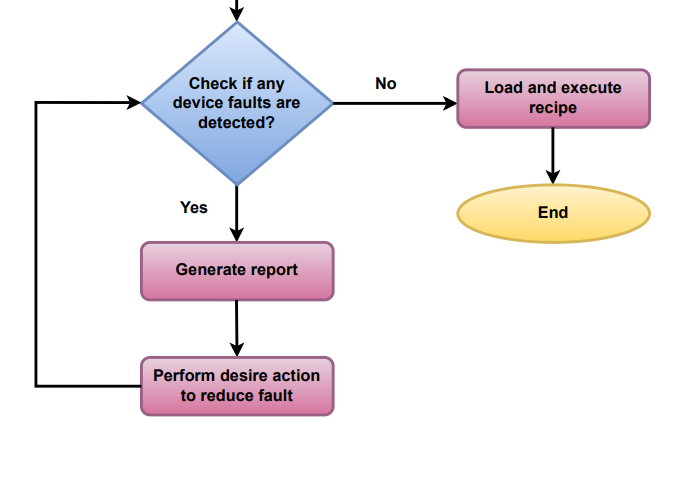 Check if any
device faults are
detected?
No
Load and execute
recipe
Yes
End
Generate report
Perform desire action
to reduce fault